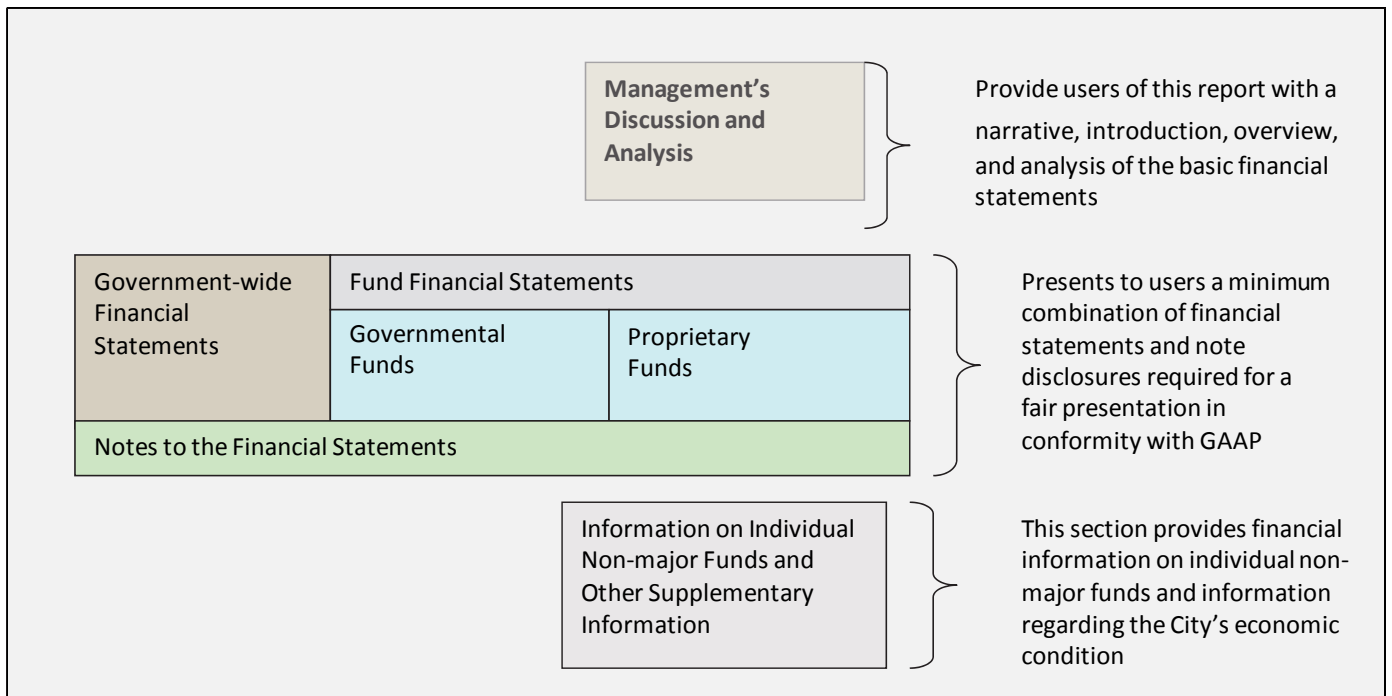 Management’s
Discussion and
Analysis
Provide users of this report with a
narrative, introduction, overview,
and analysis of the basic financial
statements
Government-wide
Financial
Statements
Fund Financial Statements
Governmental
Funds
Proprietary
Funds
Notes to the Financial Statements
Presents to users a minimum
combination of financial
statements and note
disclosures required for a
fair presentation in
conformity with GAAP
Information on Individual
Non-major Funds and
Other Supplementary
Information
This section provides financial
information on individual non-
major funds and information
regarding the City’s economic
condition